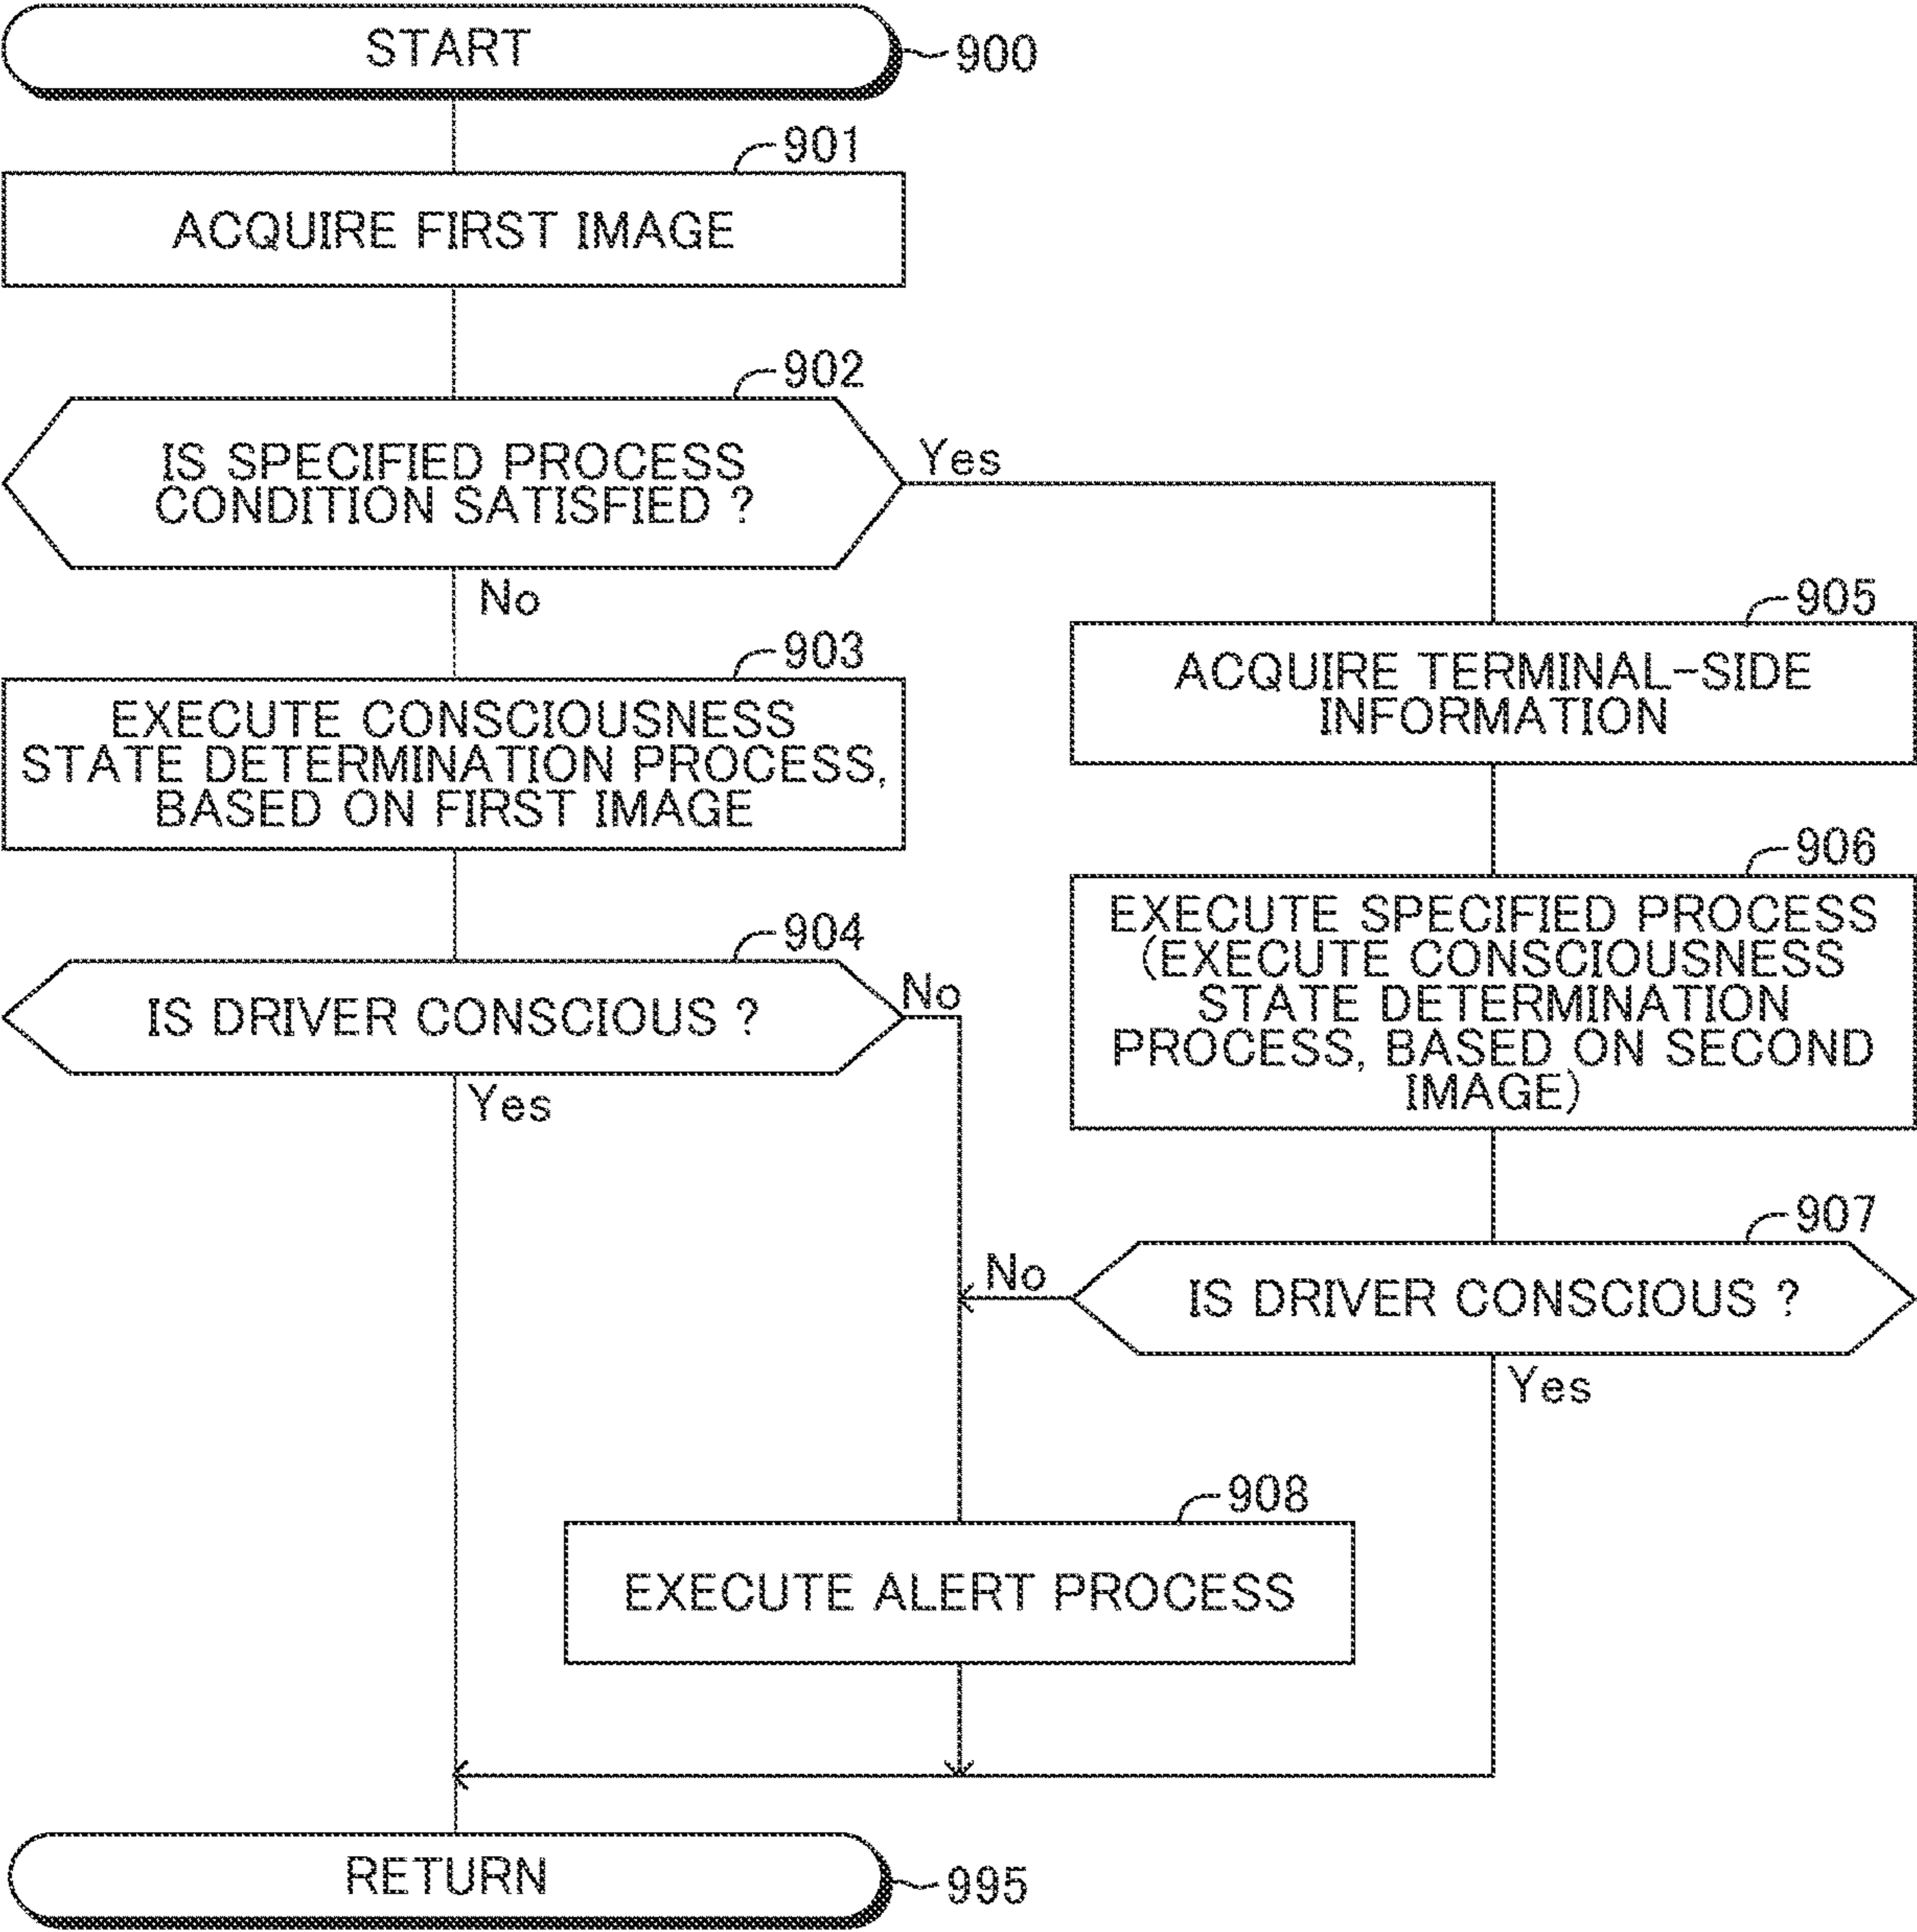 START
900
901
ACQUIRE FIRST IMAGE
902
IS SPECIFIED PROCESS
CONDITION SATISFIED ?
Yes
No
903
EXECUTE CONSCIOUSNESS
STATE DETERMINATION PROCESS,
BASED ON FIRST IMAGE
904
IS DRIVER CONSCIOUS ?
No
Yes
905
ACQUIRE TERMINAL-SIDE
INFORMATION
906
EXECUTE SPECIFIED PROCESS
(EXECUTE CONSCIOUSNESS
STATE DETERMINATION
PROCESS, BASED ON SECOND
IMAGE)
907
IS DRIVER CONSCIOUS ?
No
Yes
908
EXECUTE ALERT PROCESS
RETURN
995